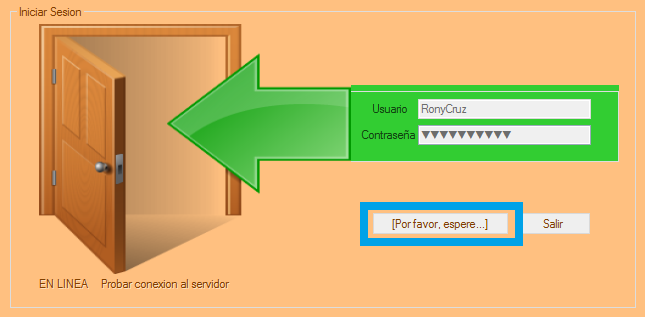 Iniciar Sesion
Usuario RonyCruz
Contraseña ▼▼▼▼▼▼▼▼▼▼
[Por favor, espere...] Salir
EN LINEA Probar conexion al servidor